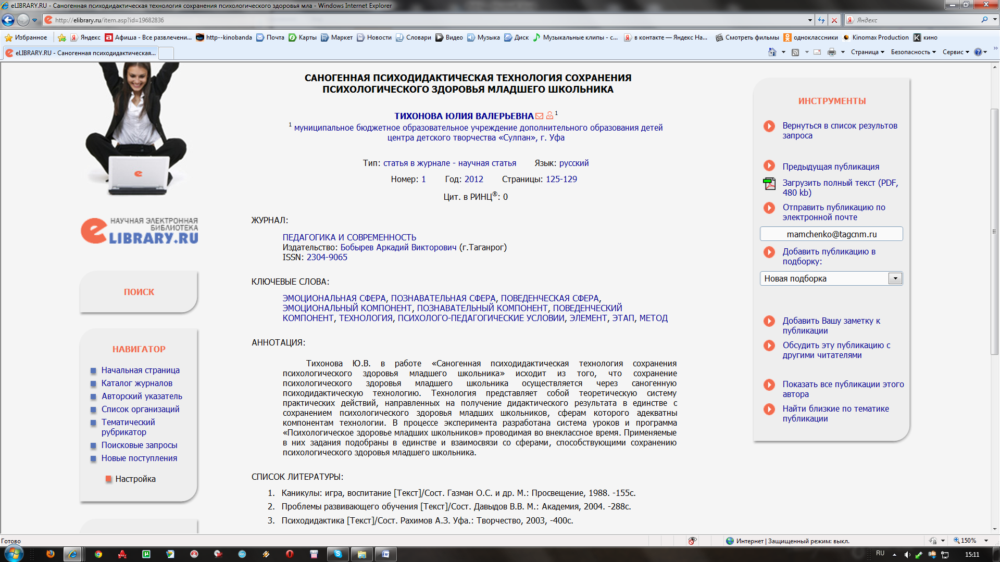 eLIBRARY.RU - Саногенная психодидактическая технология сохранения психологического здоровья мла - Windows Internet Explorer
http://elibrary.ru/item.asp?id=19682836
Яндекс
Избранное
Яндекс
Афиша - Все развлечени...
http--kinobanda
Почта
Карты
Маркет
Новости
Словари
Видео
Музыка
Диск
Музыкальные клипы - с...
в контакте — Яндекс На...
Смотреть фильмы
одноклассники
Kinomax Production
кино
eLIBRARY.RU - Саногенная психодидактическая...
Страница
Безопасность
Сервис
НАУЧНАЯ ЭЛЕКТРОННАЯ
БИБЛИОТЕКА
eLIBRARY.RU
ПОИСК
НАВИГАТОР
Начальная страница
Каталог журналов
Авторский указатель
Список организаций
Тематический
рубрикатор
Поисковые запросы
Новые поступления
Настройка
САНОГЕННАЯ ПСИХОДИДАКТИЧЕСКАЯ ТЕХНОЛОГИЯ СОХРАНЕНИЯ
ПСИХОЛОГИЧЕСКОГО ЗДОРОВЬЯ МЛАДШЕГО ШКОЛЬНИКА
ТИХОНОВА ЮЛИЯ ВАЛЕРЬЕВНА 1
1 муниципальное бюджетное образовательное учреждение дополнительного образования детей
центра детского творчества «Сулпан», г. Уфа
Тип: статья в журнале - научная статья Язык: русский
Номер: 1 Год: 2012 Страницы: 125-129
Цит. в РИНЦ®: 0
ЖУРНАЛ:
ПЕДАГОГИКА И СОВРЕМЕННОСТЬ
Издательство: Бобырев Аркадий Викторович (г.Таганрог)
ISSN: 2304-9065
КЛЮЧЕВЫЕ СЛОВА:
ЭМОЦИОНАЛЬНАЯ СФЕРА, ПОЗНАВАТЕЛЬНАЯ СФЕРА, ПОВЕДЕНЧЕСКАЯ СФЕРА,
ЭМОЦИОНАЛЬНЫЙ КОМПОНЕНТ, ПОЗНАВАТЕЛЬНЫЙ КОМПОНЕНТ, ПОВЕДЕНЧЕСКИЙ
КОМПОНЕНТ, ТЕХНОЛОГИЯ, ПСИХОЛОГО-ПЕДАГОГИЧЕСКИЕ УСЛОВИИ, ЭЛЕМЕНТ, ЭТАП, МЕТОД
АННОТАЦИЯ:
Тихонова Ю.В. в работе «Саногенная психодидактическая технология сохранения
психологического здоровья младшего школьника» исходит из того, что сохранение
психологического здоровья младшего школьника осуществляется через саногенную
психодидактическую технологию. Технология представляет собой теоретическую систему
практических действий, направленных на получение дидактического результата в единстве с
сохранением психологического здоровья младших школьников, сферам которого адекватны
компонентам технологии. В процессе эксперимента разработана система уроков и программа
«Психологическое здоровье младших школьников» проводимая во внеклассное время. Применяемые
в них задания подобраны в единстве и взаимосвязи со сферами, способствующими сохранению
психологического здоровья младшего школьника.
СПИСОК ЛИТЕРАТУРЫ:
1. Каникулы: игра, воспитание [Текст]/Сост. Газман О.С. и др. М.: Просвещение, 1988. -155с.
2. Проблемы развивающего обучения [Текст]/Сост. Давыдов В.В. М.: Академия, 2004. -288с.
3. Психодидактика [Текст]/Сост. Рахимов А.З. Уфа.: Творчество, 2003, -400с.
ИНСТРУМЕНТЫ
Вернуться в список результов
запроса
Предыдущая публикация
Загрузить полный текст (PDF,
480 kb)
Отправить публикацию по
электронной почте
mamchenko@tagcnm.ru
Добавить публикацию в
подборку:
Новая подборка
Добавить Вашу заметку к
публикации
Обсудить эту публикацию с
другими читателями
Показать все публикации этого
автора
Найти близкие по тематике
публикации
Готово
Интернет | Защищенный режим: выкл.
150%
RU
15:11